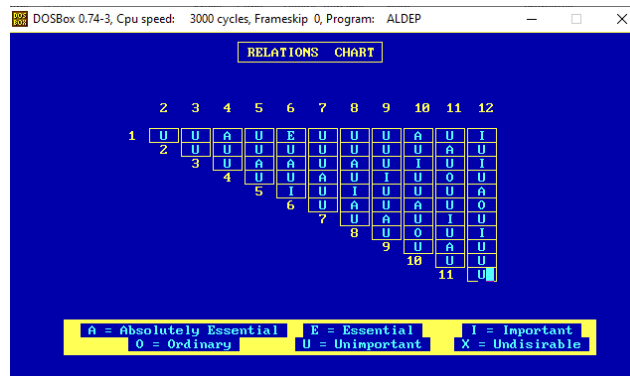 DOSBox 0.74-3, Cpu speed: 3000 cycles, Frameskip 0, Program: ALDEP
RELATIONS CHART
2 3 4 5 6 7 8 9 10 11 12
1 U U A U E U U U A U I
2 U U U U U U U U A U
3 U A A U A U I U I
4 U U A U I U O U
5 I U I U U U A
6 U A U A U O
7 U A U I U
8 U O U I
9 U A U
10 U U
11 U
A = Absolutely Essential E = Essential I = Important
O = Ordinary U = Unimportant X = Undisirable